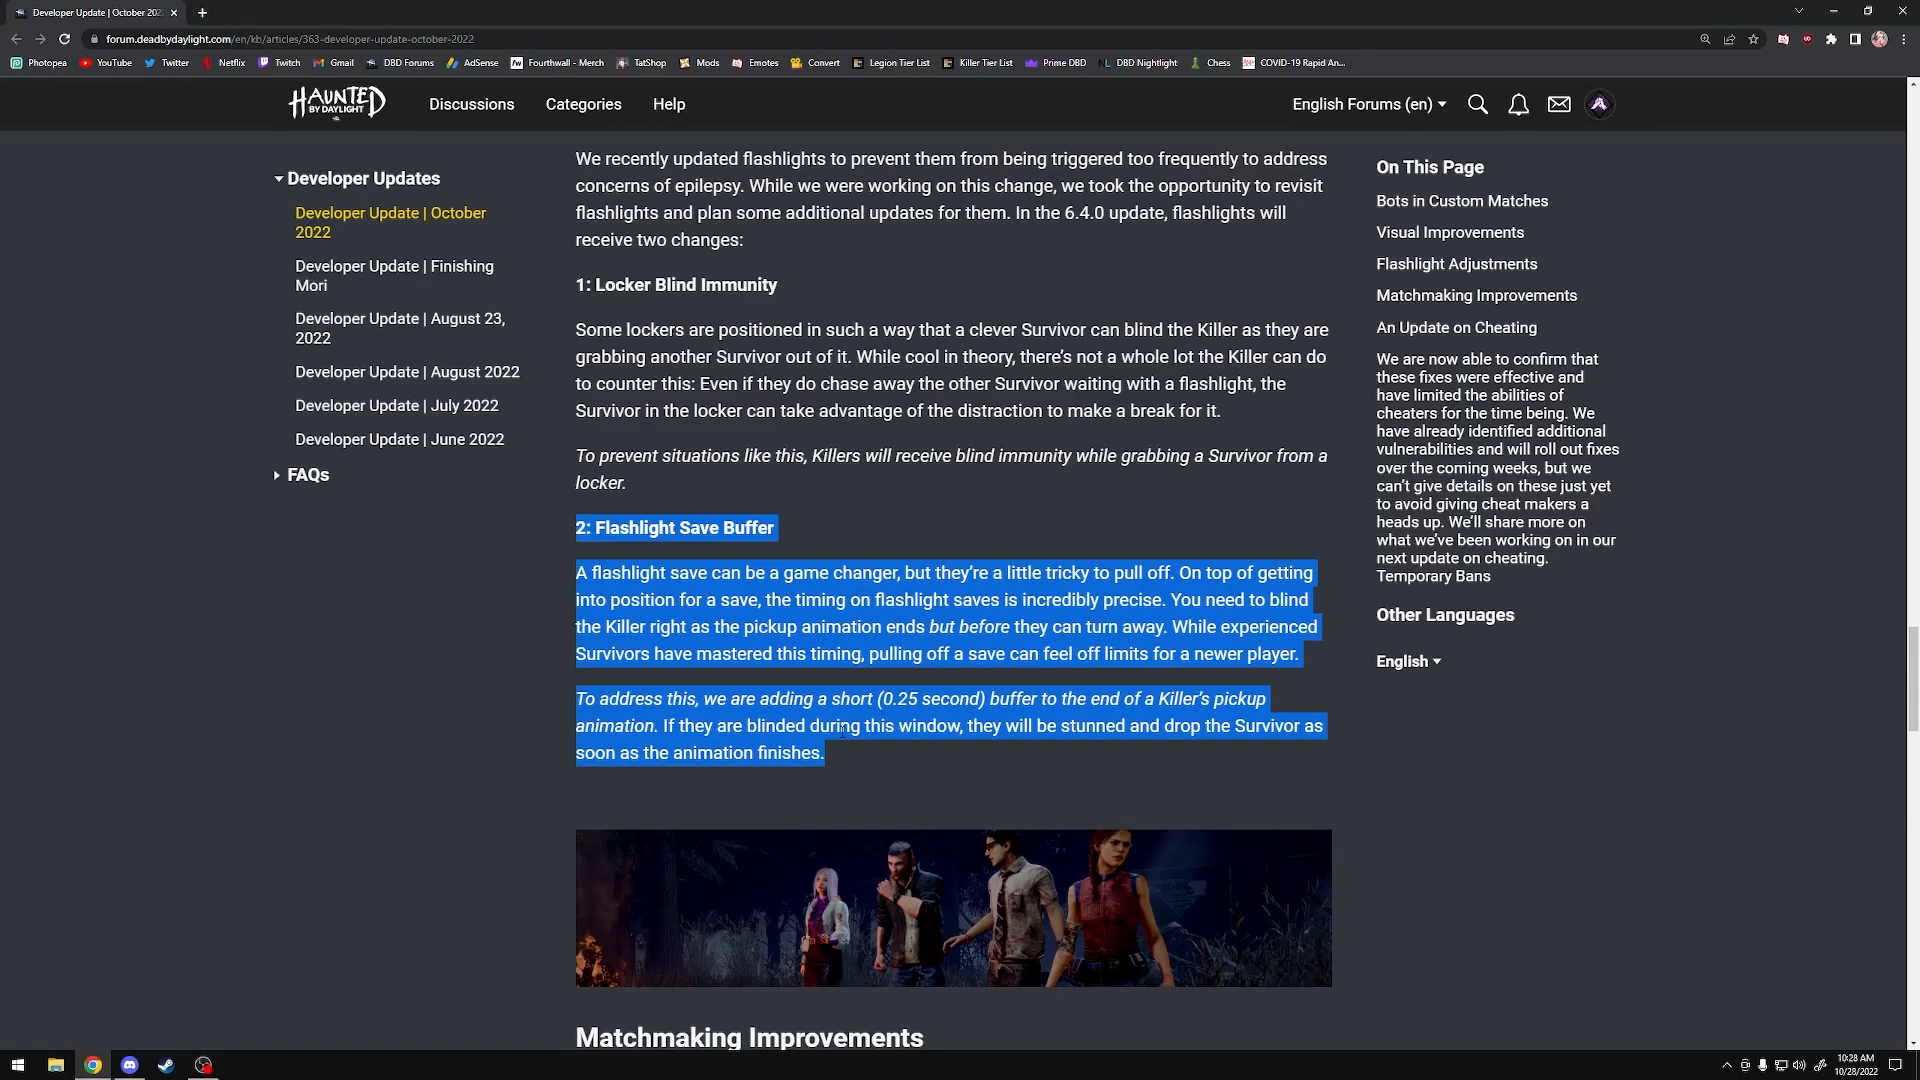 Developer Update | October 202
forum.deadbydaylight.com/en/kb/articles/363-developer-update-october-2022
Photopea
YouTube
Twitter
Netflix
Twitch
Gmail
DBD Forums
AdSense
Fourthwall - Merch
TatShop
Mods
Emotes
Convert
Legion Tier List
Killer Tier List
Prime DBD
DBD Nightlight
Chess
COVID-19 Rapid An...
HAUNTED
BY DAYLIGHT
Discussions
Categories
Help
English Forums (en)
Developer Updates
Developer Update | October
2022
Developer Update | Finishing
Mori
Developer Update | August 23,
2022
Developer Update | August 2022
Developer Update | July 2022
Developer Update | June 2022
FAQs
We recently updated flashlights to prevent them from being triggered too frequently to address
concerns of epilepsy. While we were working on this change, we took the opportunity to revisit
flashlights and plan some additional updates for them. In the 6.4.0 update, flashlights will
receive two changes:
1: Locker Blind Immunity
Some lockers are positioned in such a way that a clever Survivor can blind the Killer as they are
grabbing another Survivor out of it. While cool in theory, there's not a whole lot the Killer can do
to counter this: Even if they do chase away the other Survivor waiting with a flashlight, the
Survivor in the locker can take advantage of the distraction to make a break for it.
To prevent situations like this, Killers will receive blind immunity while grabbing a Survivor from a
locker.
2: Flashlight Save Buffer
A flashlight save can be a game changer, but they're a little tricky to pull off. On top of getting
into position for a save, the timing on flashlight saves is incredibly precise. You need to blind
the Killer right as the pickup animation ends but before they can turn away. While experienced
Survivors have mastered this timing, pulling off a save can feel off limits for a newer player.
To address this, we are adding a short (0.25 second) buffer to the end of a Killer's pickup
animation. If they are blinded during this window, they will be stunned and drop the Survivor as
soon as the animation finishes.
Matchmaking Improvements
On This Page
Bots in Custom Matches
Visual Improvements
Flashlight Adjustments
Matchmaking Improvements
An Update on Cheating
We are now able to confirm that
these fixes were effective and
have limited the abilities of
cheaters for the time being. We
have already identified additional
vulnerabilities and will roll out fixes
over the coming weeks, but we
can't give details on these just yet
to avoid giving cheat makers a
heads up. We'll share more on
what we've been working on in our
next update on cheating.
Temporary Bans
Other Languages
English
10:28 AM
10/28/2022